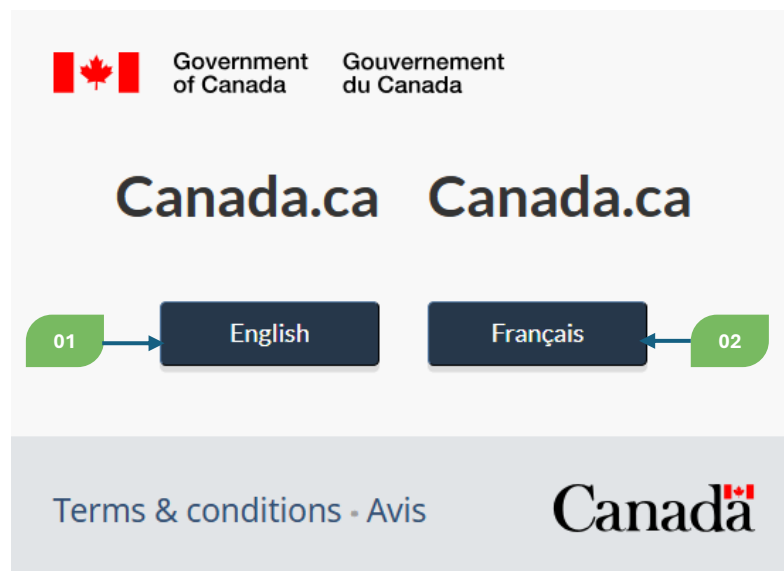 Government Gouvernement
of Canada du Canada
Canada.ca Canada.ca
01 English Français 02
Terms & conditions • Avis Canada